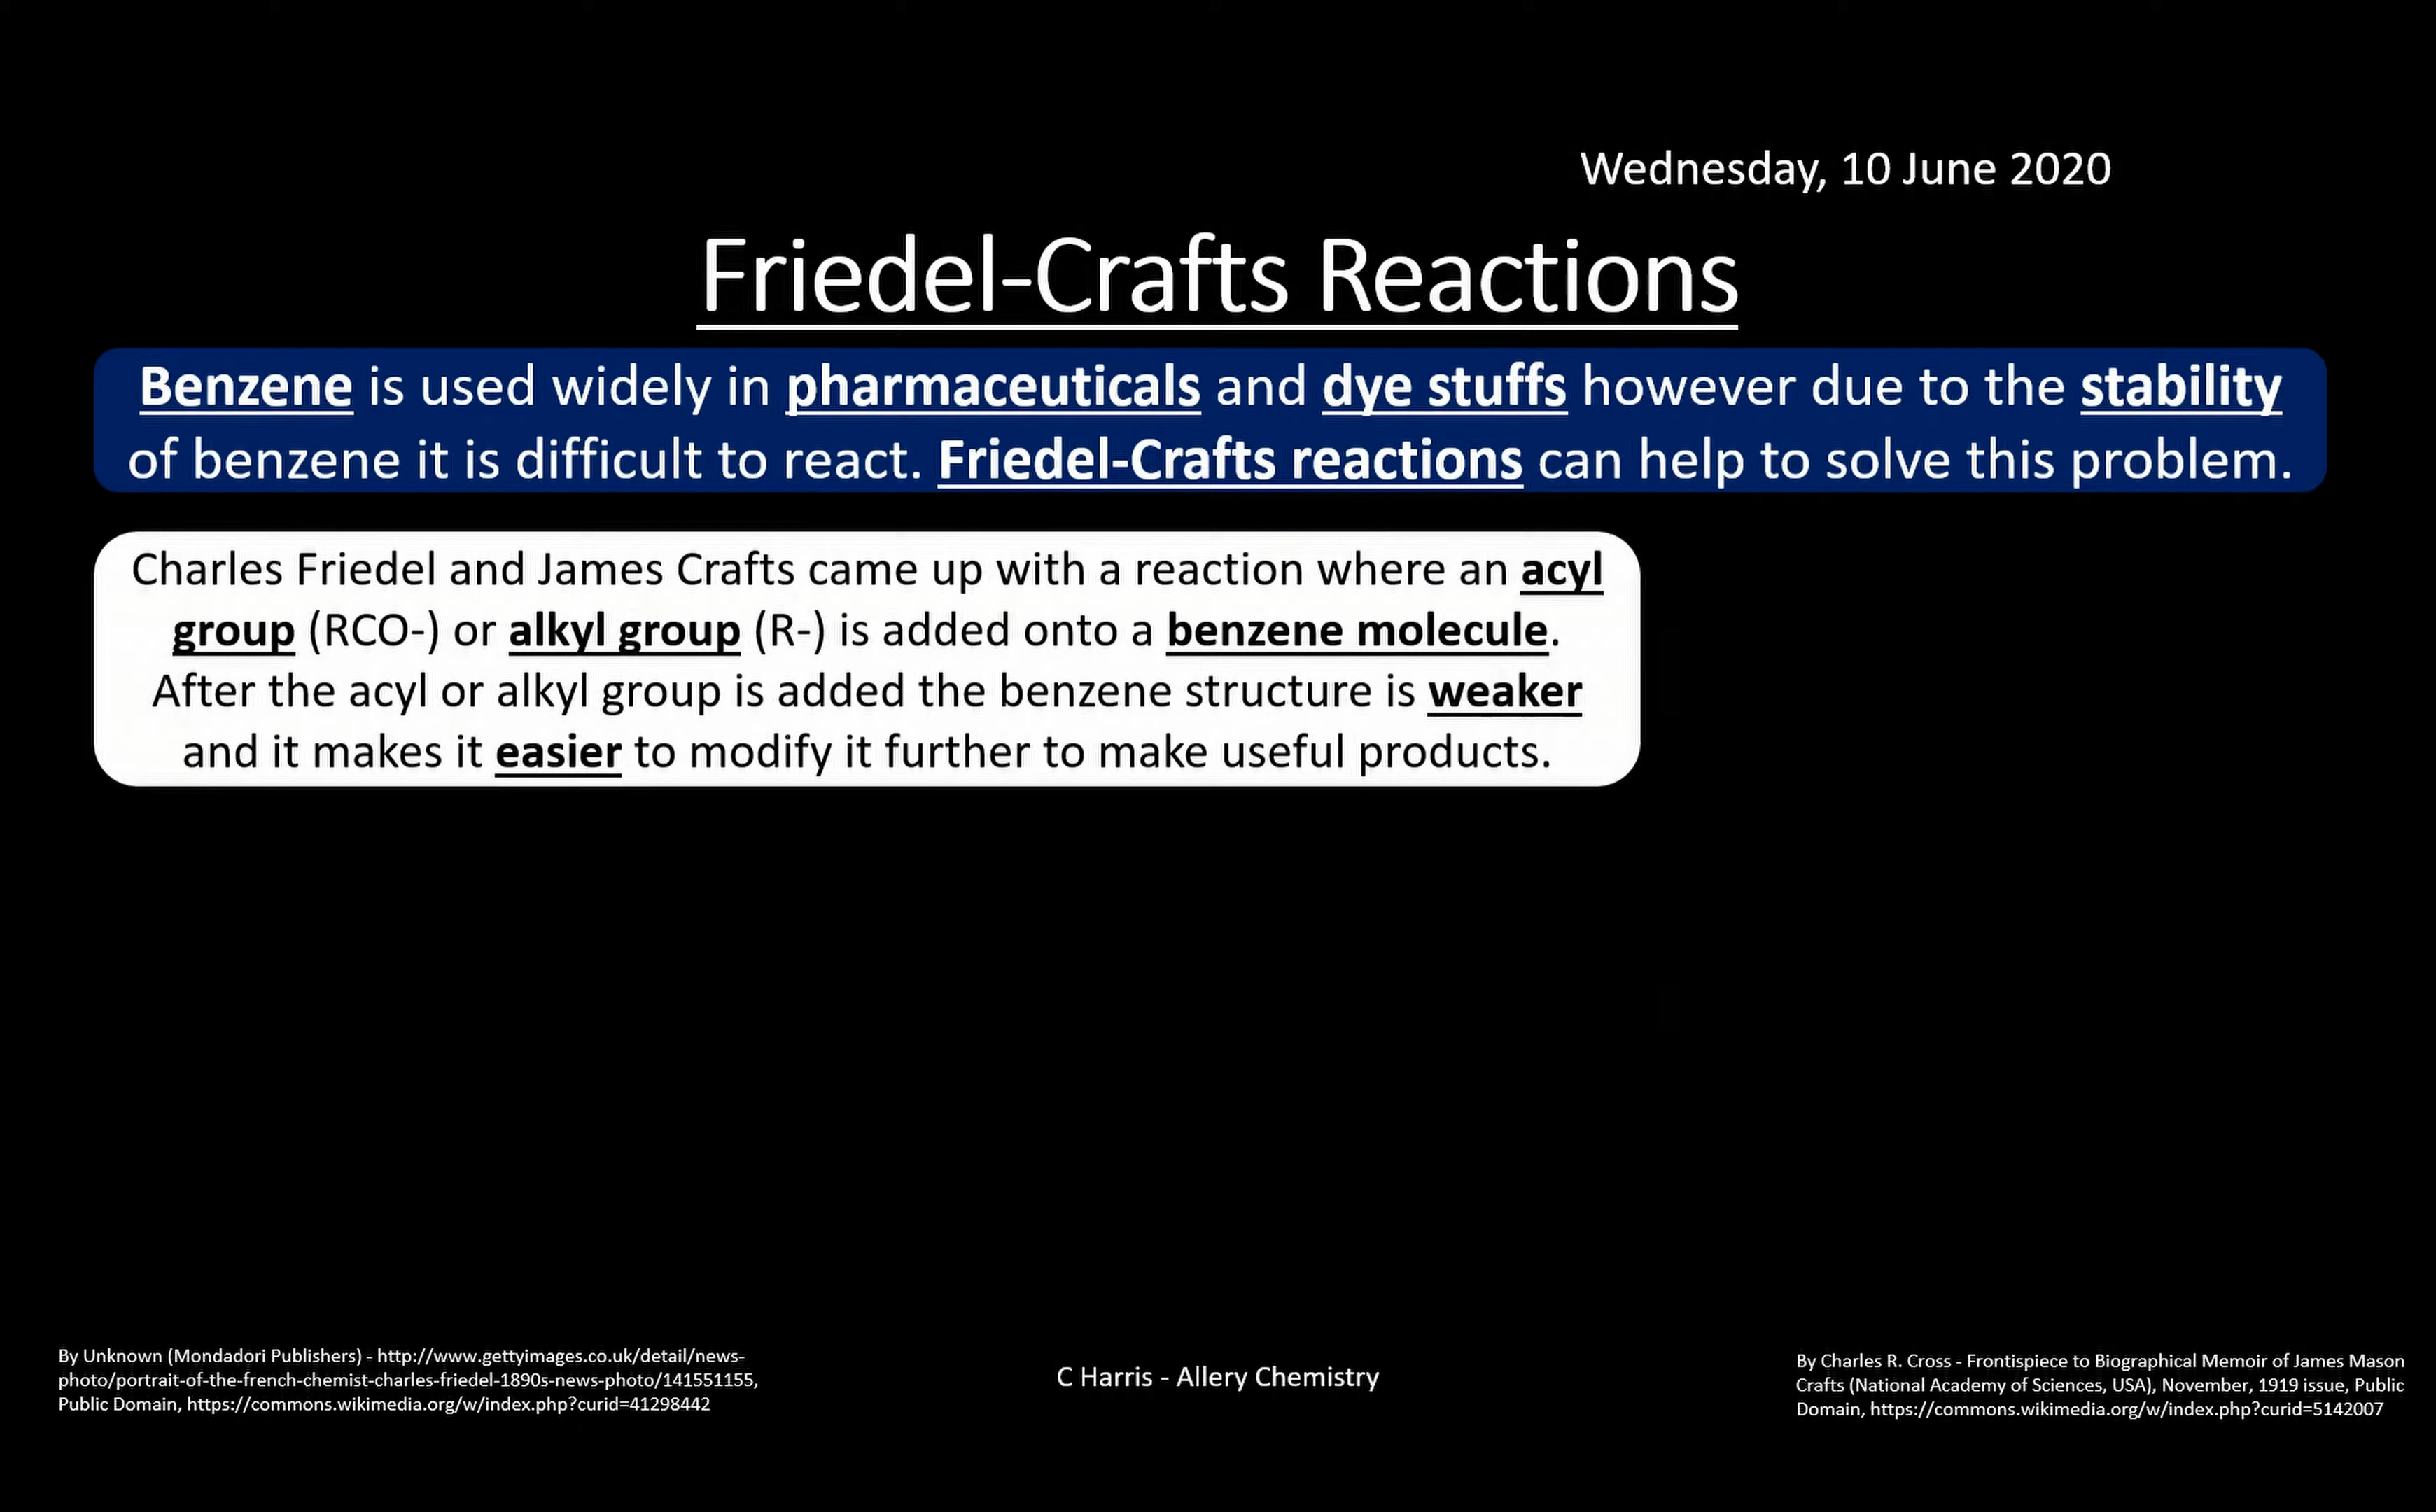 Wednesday, 10 June 2020
Friedel-Crafts Reactions
Benzene is used widely in pharmaceuticals and dye stuffs however due to the stability
of benzene it is difficult to react. Friedel-Crafts reactions can help to solve this problem.
Charles Friedel and James Crafts came up with a reaction where an acyl
group (RCO-) or alkyl group (R-) is added onto a benzene molecule.
After the acyl or alkyl group is added the benzene structure is weaker
and it makes it easier to modify it further to make useful products.
By Unknown (Mondadori Publishers) - http://www.gettyimages.co.uk/detail/news-
photo/portrait-of-the-french-chemist-charles-friedel-1890s-news-photo/141551155,
Public Domain, https://commons.wikimedia.org/w/index.php?curid=41298442
C Harris - Allery Chemistry
By Charles R. Cross - Frontispiece to Biographical Memoir of James Mason
Crafts (National Academy of Sciences, USA), November, 1919 issue, Public
Domain, https://commons.wikimedia.org/w/index.php?curid=5142007